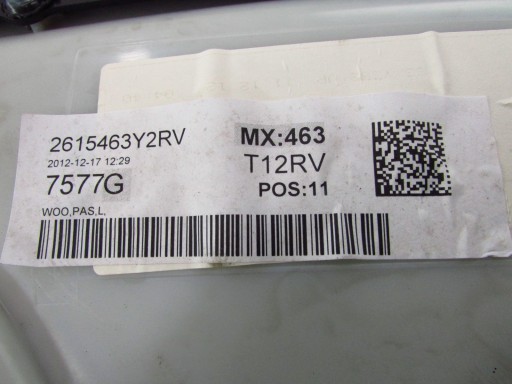 2615463Y2RV
2012-12-17 12:29
7577G
WOO,PAS,L,
MX:463
T12RV
POS:11